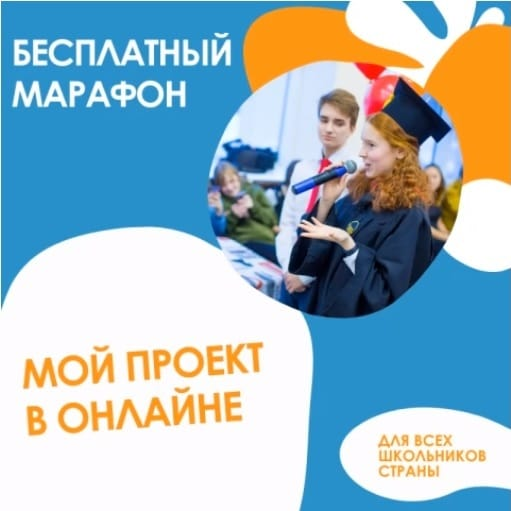 БЕСПЛАТНЫЙ
МАРАФОН
МОЙ ПРОЕКТ
В ОНЛАЙНЕ
ДЛЯ ВСЕХ
ШКОЛЬНИКОВ
СТРАНЫ